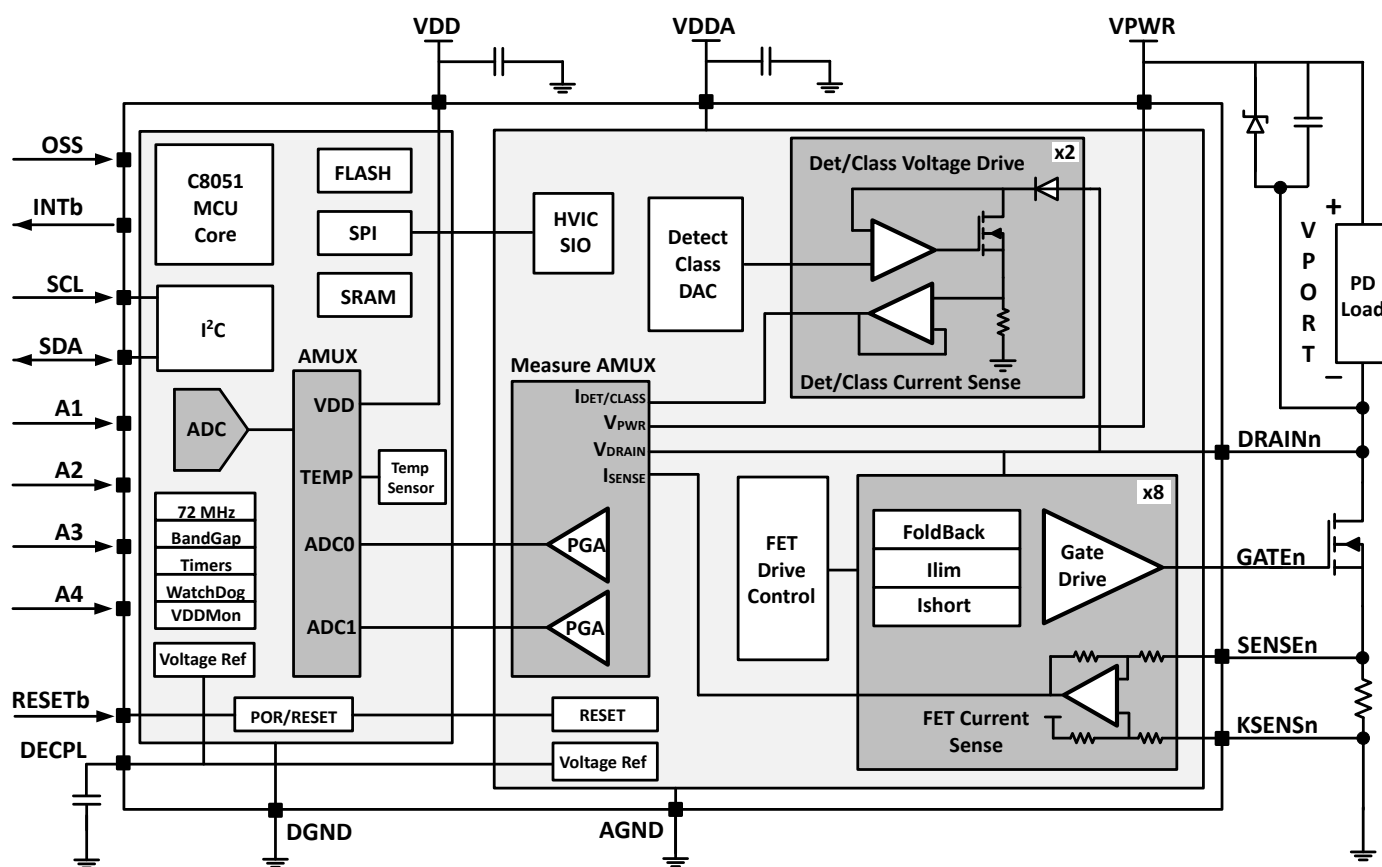 VDD
VDDA
VPWR
OSS
INTb
SCL
SDA
A1
A2
A3
A4
RESETb
DECPL
C8051
MCU
Core
FLASH
SPI
SRAM
I²C
AMUX
VDD
TEMP
ADC0
ADC1
ADC
Temp
Sensor
72 MHz
BandGap
Timers
WatchDog
VDDMon
Voltage Ref
POR/RESET
DGND
HVIC
SIO
Detect
Class
DAC
x2
Det/Class Voltage Drive
Det/Class Current Sense
Measure AMUX
IDET/CLASS
VPWR
VDRAIN
ISENSE
PGA
PGA
RESET
Voltage Ref
AGND
FET
Drive
Control
x8
FoldBack
Ilim
Ishort
Gate
Drive
FET Current
Sense
+
V
P
O
R
T
−
PD
Load
DRAINn
GATEn
SENSEn
KSENSn